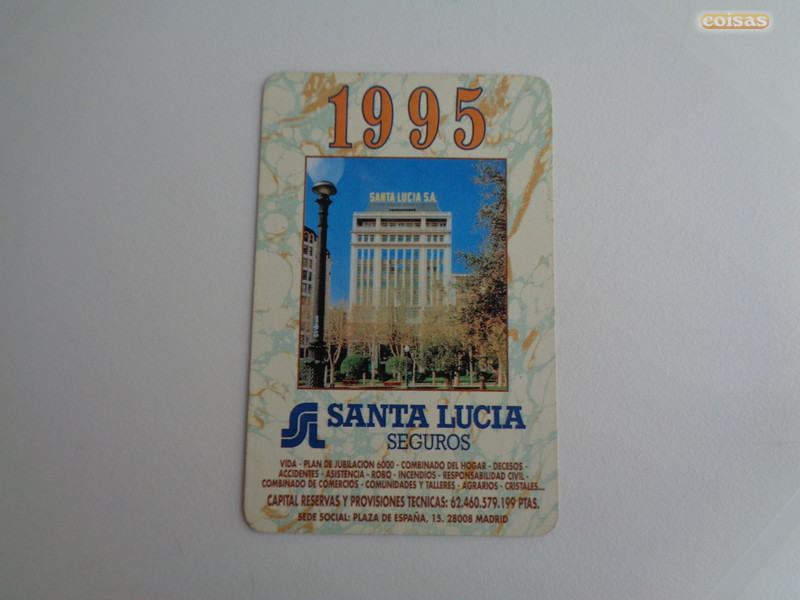 coisas
1995
SANTA LUCIA S.A.
SANTA LUCIA
SEGUROS
VIDA - PLAN DE JUBILACION 6000 - COMBINADO DEL HOGAR - DECESOS -
ACCIDENTES - ASISTENCIA - ROBO - INCENDIOS - RESPONSABILIDAD CIVIL -
COMBINADO DE COMERCIOS - COMUNIDADES Y TALLERES - AGRARIOS - CRISTALES...
CAPITAL RESERVAS Y PROVISIONES TECNICAS: 62.460.579.199 PTAS.
SEDE SOCIAL: PLAZA DE ESPAÑA, 15. 28008 MADRID